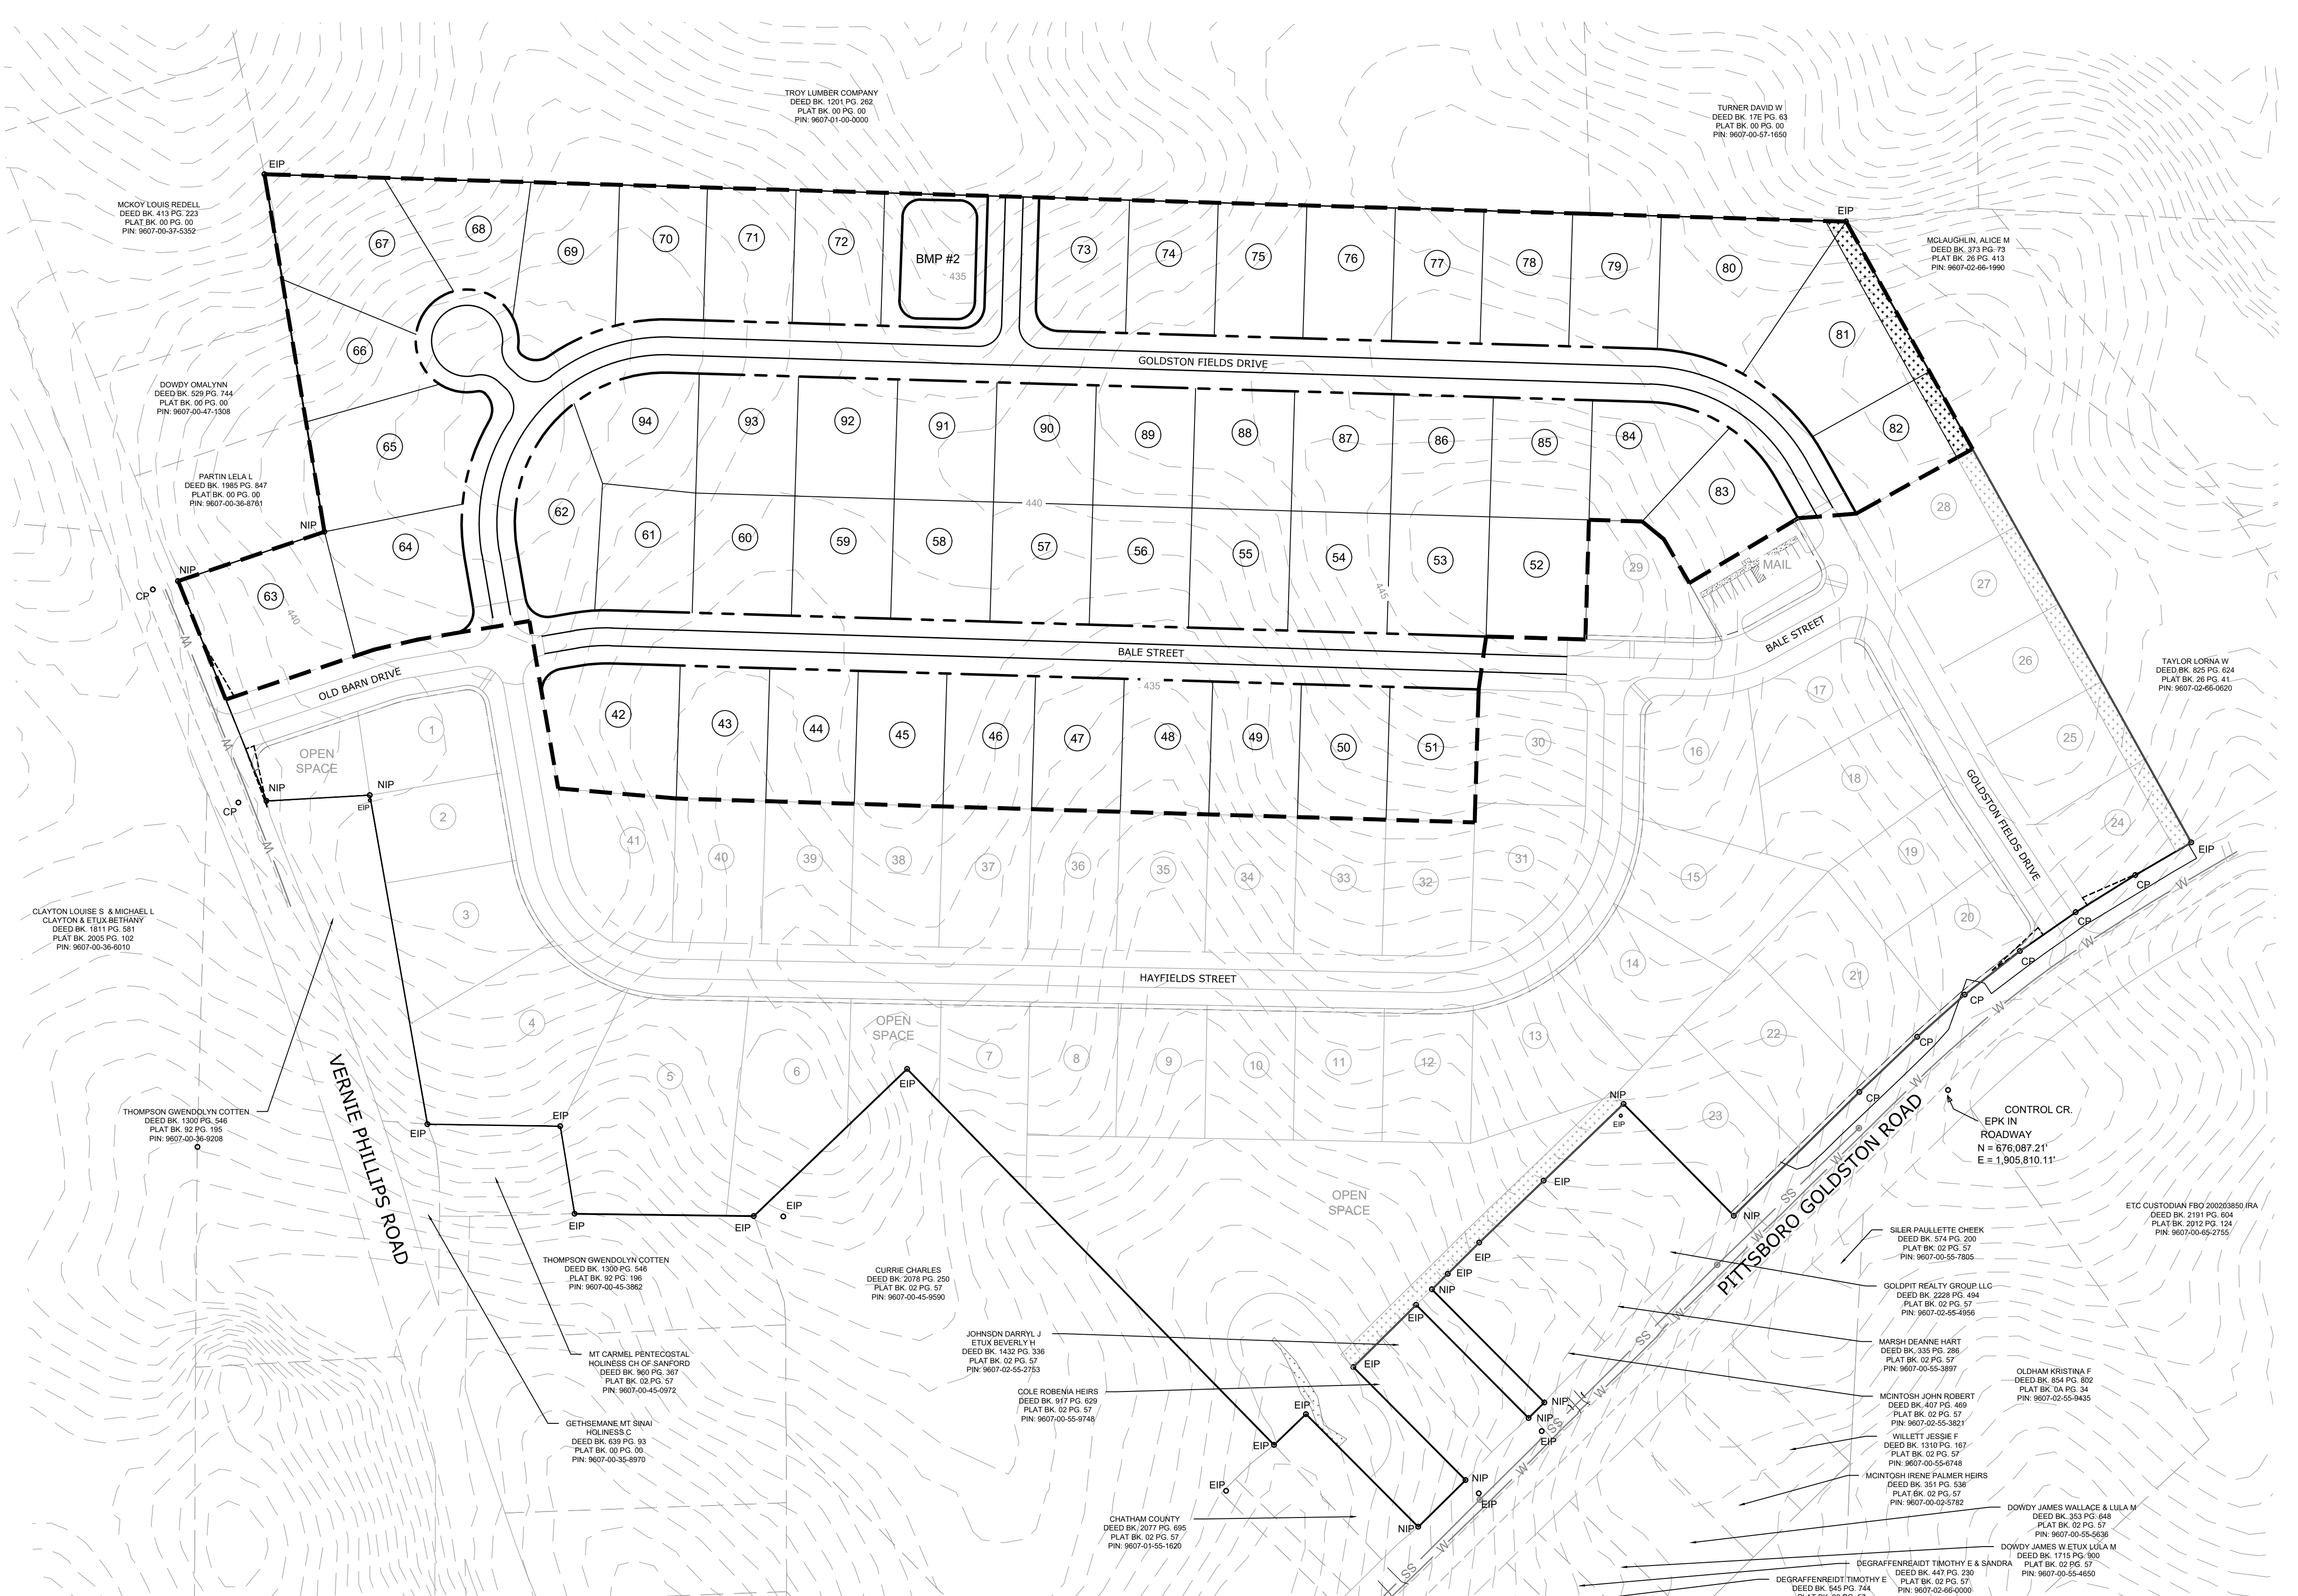 TROY LUMBER COMPANY
DEED BK. 1201 PG. 262
PLAT BK. 00 PG. 00
PIN: 9607-01-00-0000
TURNER DAVID W
DEED BK. 17E PG. 63
PLAT BK. 00 PG. 00
PIN: 9607-00-57-1650
EIP
MCKOY LOUIS REDELL
DEED BK. 413 PG. 223
PLAT BK. 00 PG. 00
PIN: 9607-00-37-5352
EIP
MCLAUGHLIN, ALICE M
DEED BK. 373 PG. 73
PLAT BK. 26 PG. 413
PIN: 9607-02-66-1990
67
68
69
70
71
72
BMP #2
435
73
74
75
76
77
78
79
80
81
82
66
65
64
63
440
DOWDY OMALYNN
DEED BK. 529 PG. 744
PLAT BK. 00 PG. 00
PIN: 9607-00-47-1308
PARTIN LELA L
DEED BK. 1985 PG. 847
PLAT BK. 00 PG. 00
PIN: 9607-00-36-8761
NIP
NIP
CP
W
GOLDSTON FIELDS DRIVE
94
93
92
91
90
89
88
87
86
85
84
83
440
62
61
60
59
58
57
56
55
54
53
52
445
29
MAIL
28
27
26
25
24
BALE STREET
BALE STREET
OLD BARN DRIVE
435
42
43
44
45
46
47
48
49
50
51
30
16
17
18
TAYLOR LORNA W
DEED BK. 825 PG. 624
PLAT BK. 26 PG. 41
PIN: 9607-02-66-0620
GOLDSTON FIELDS DRIVE
1
OPEN
SPACE
W
NIP
NIP
EIP
CP
W
2
41
40
39
38
37
36
35
34
33
32
31
15
19
20
EIP
CP
W
CP
W
CP
CLAYTON LOUISE S & MICHAEL L
CLAYTON & ETUX BETHANY
DEED BK. 1811 PG. 581
PLAT BK. 2005 PG. 102
PIN: 9607-00-36-6010
3
HAYFIELDS STREET
14
21
CP
W
4
OPEN
SPACE
5
6
7
8
9
10
11
12
13
22
23
CP
W
CP
W
THOMPSON GWENDOLYN COTTEN
DEED BK. 1300 PG. 546
PLAT BK. 92 PG. 195
PIN: 9607-00-36-9208
VERNIE PHILLIPS ROAD
EIP
EIP
EIP
EIP
EIP
EIP
NIP
EIP
CONTROL CR.
EPK IN
ROADWAY
N = 676,087.21'
E = 1,905,810.11'
PITTSBORO GOLDSTON ROAD
EIP
OPEN
SPACE
NIP
SS
W
ETC CUSTODIAN FBO 200203850 IRA
DEED BK. 2191 PG. 604
PLAT BK. 2012 PG. 124
PIN: 9607-00-65-2755
SILER PAULLETTE CHEEK
DEED BK. 574 PG. 200
PLAT BK. 02 PG. 57
PIN: 9607-00-55-7805
THOMPSON GWENDOLYN COTTEN
DEED BK. 1300 PG. 546
PLAT BK. 92 PG. 196
PIN: 9607-00-45-3862
CURRIE CHARLES
DEED BK. 2078 PG. 250
PLAT BK. 02 PG. 57
PIN: 9607-00-45-9590
EIP
EIP
NIP
EIP
GOLDPIT REALTY GROUP LLC
DEED BK. 2228 PG. 494
PLAT BK. 02 PG. 57
PIN: 9607-02-55-4956
W
SS
JOHNSON DARRYL J
ETUX BEVERLY H
DEED BK. 1432 PG. 336
PLAT BK. 02 PG. 57
PIN: 9607-02-55-2753
EIP
MARSH DEANNE HART
DEED BK. 335 PG. 286
PLAT BK. 02 PG. 57
PIN: 9607-00-55-3897
MT CARMEL PENTECOSTAL
HOLINESS CH OF SANFORD
DEED BK. 960 PG. 367
PLAT BK. 02 PG. 57
PIN: 9607-00-45-0972
OLDHAM KRISTINA F
DEED BK. 854 PG. 802
PLAT BK. 0A PG. 34
PIN: 9607-02-55-9435
COLE ROBENIA HEIRS
DEED BK. 917 PG. 629
PLAT BK. 02 PG. 57
PIN: 9607-00-55-9748
W
MCINTOSH JOHN ROBERT
DEED BK. 407 PG. 469
PLAT BK. 02 PG. 57
PIN: 9607-02-55-3821
EIP
NIP
NIP
SS
EIP
GETHSEMANE MT SINAI
HOLINESS C
DEED BK. 639 PG. 93
PLAT BK. 00 PG. 00
PIN: 9607-00-35-8970
EIP
WILLETT JESSIE F
DEED BK. 1310 PG. 167
PLAT BK. 02 PG. 57
PIN: 9607-00-55-6748
W
EIP
NIP
EIP
MCINTOSH IRENE PALMER HEIRS
DEED BK. 351 PG. 536
PLAT BK. 02 PG. 57
PIN: 9607-00-02-5782
CHATHAM COUNTY
DEED BK. 2077 PG. 695
PLAT BK. 02 PG. 57
PIN: 9607-01-55-1620
NIP
W
SS
DOWDY JAMES WALLACE & LULA M
DEED BK. 353 PG. 648
PLAT BK. 02 PG. 57
PIN: 9607-00-55-5636
DOWDY JAMES W ETUX LULA M
DEED BK. 1715 PG. 900
PLAT BK. 02 PG. 57
PIN: 9607-00-55-4650
DEGRAFFENREAIDT TIMOTHY E & SANDRA
DEED BK. 447 PG. 230
PLAT BK. 02 PG. 57
PIN: 9607-02-66-0000
DEGRAFFENREIDT TIMOTHY E
DEED BK. 545 PG. 744